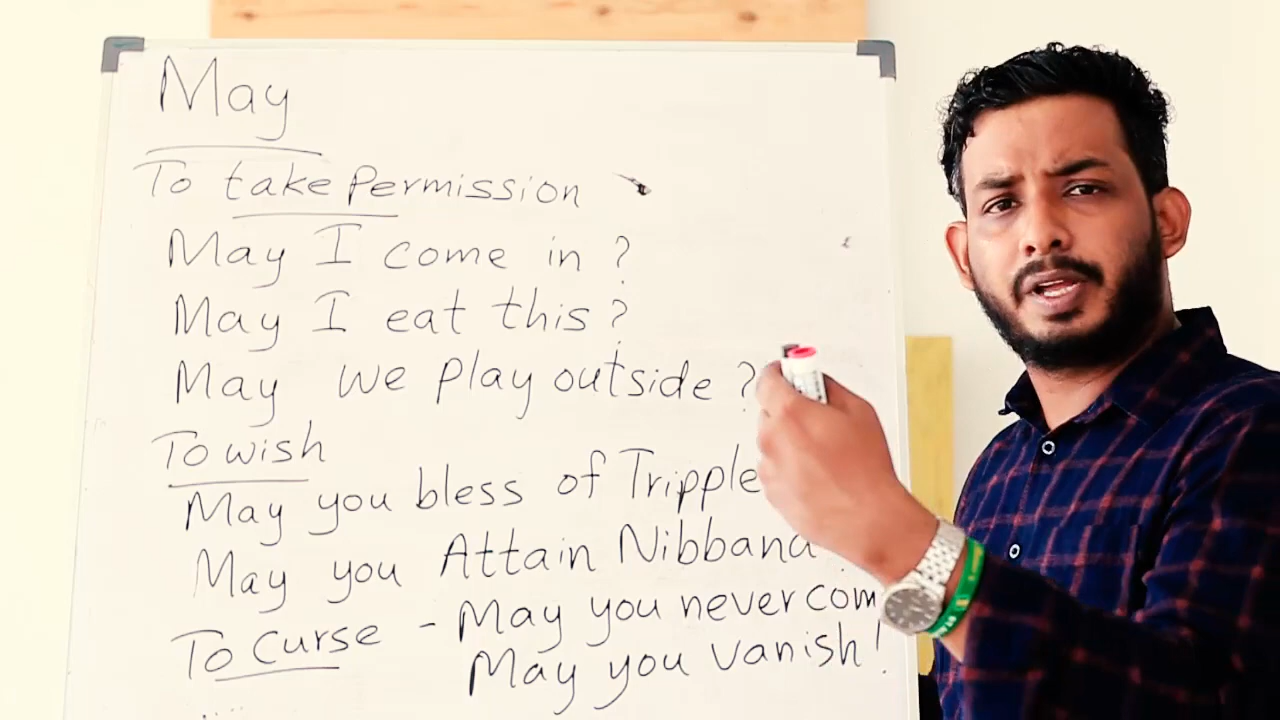 May
To take Permission
May I come in ?
May I eat this ?
May we Play outside ?
To wish
May you bless of Tripple
May you Attain Nibbana
To Curse - May you never com
May you vanish!